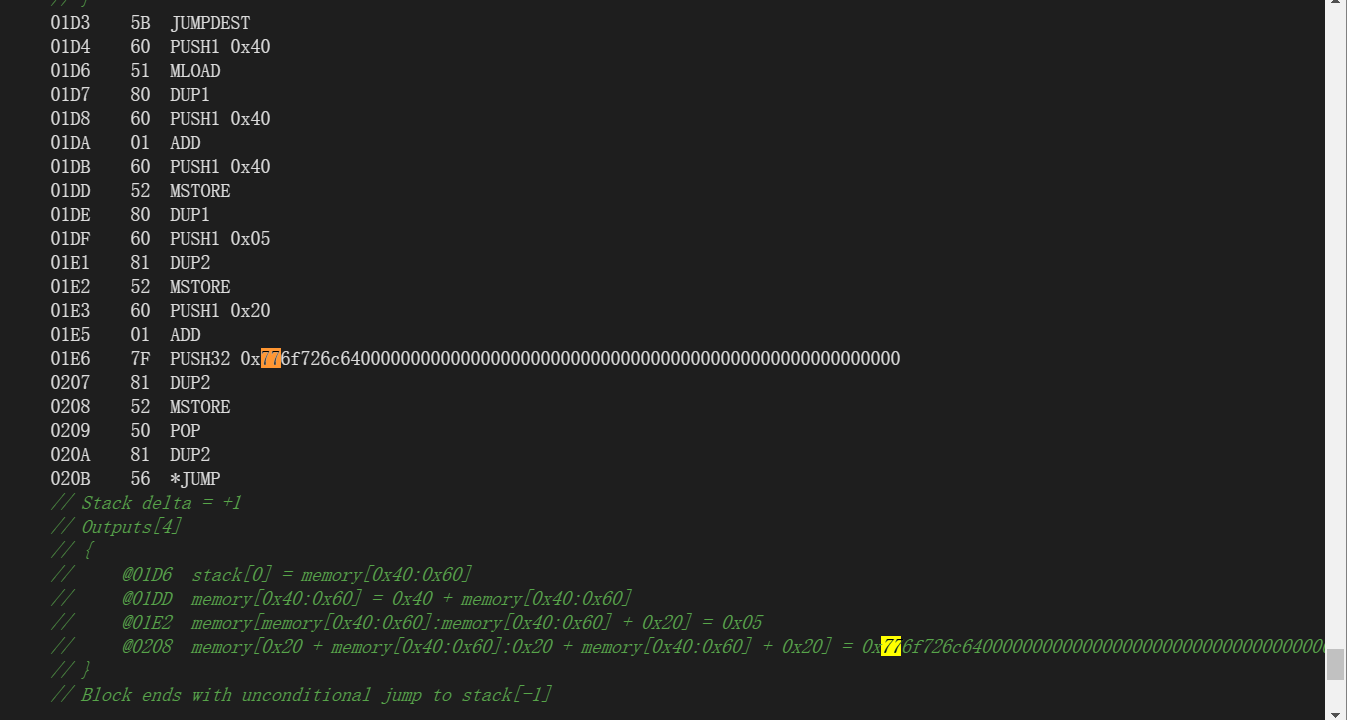 // }
01D3    5B  JUMPDEST
01D4    60  PUSH1 0x40
01D6    51  MLOAD
01D7    80  DUP1
01D8    60  PUSH1 0x40
01DA    01  ADD
01DB    60  PUSH1 0x40
01DD    52  MSTORE
01DE    80  DUP1
01DF    60  PUSH1 0x05
01E1    81  DUP2
01E2    52  MSTORE
01E3    60  PUSH1 0x20
01E5    01  ADD
01E6    7F  PUSH32 0x776f726c64000000000000000000000000000000000000000000000000000000
0207    81  DUP2
0208    52  MSTORE
0209    50  POP
020A    81  DUP2
020B    56  *JUMP
// Stack delta = +1
// Outputs[4]
// {
//     @01D6  stack[0] = memory[0x40:0x60]
//     @01DD  memory[0x40:0x60] = 0x40 + memory[0x40:0x60]
//     @01E2  memory[memory[0x40:0x60]:memory[0x40:0x60] + 0x20] = 0x05
//     @0208  memory[0x20 + memory[0x40:0x60]:0x20 + memory[0x40:0x60] + 0x20] = 0x776f726c640000000000000000000000000000000000
// }
// Block ends with unconditional jump to stack[-1]